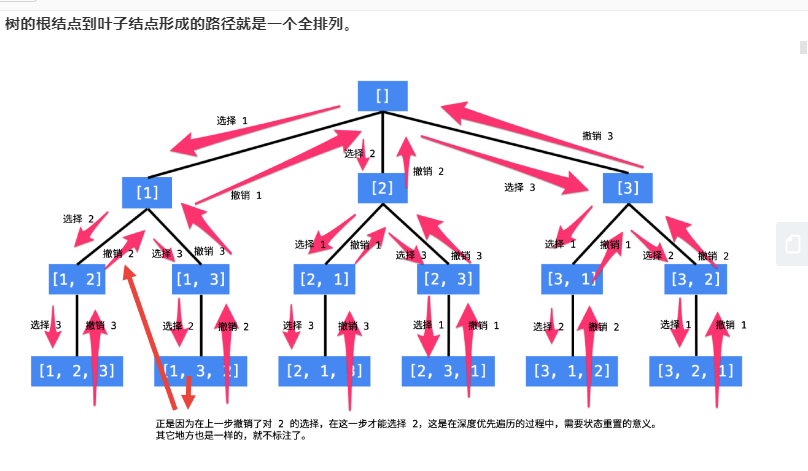 树的根结点到叶子结点形成的路径就是一个全排列。
[]
选择 1
撤销 3
选择 2
撤销 2
撤销 1
选择 3
[1]
[2]
[3]
选择 2
撤销 2
选择 3
撤销 3
选择 1
撤销 1
选择 3
撤销 3
选择 1
撤销 1
选择 2
撤销 2
[1, 2]
[1, 3]
[2, 1]
[2, 3]
[3, 1]
[3, 2]
选择 3
撤销 3
选择 2
撤销 2
选择 3
撤销 3
选择 1
撤销 1
选择 2
撤销 2
选择 1
撤销 1
[1, 2, 3]
[1, 3, 2]
[2, 1, 3]
[2, 3, 1]
[3, 1, 2]
[3, 2, 1]
正是因为在上一步撤销了对 2 的选择，在这一步才能选择 2，这是在深度优先遍历的过程中，需要状态重置的意义。
其它地方也是一样的，就不标注了。